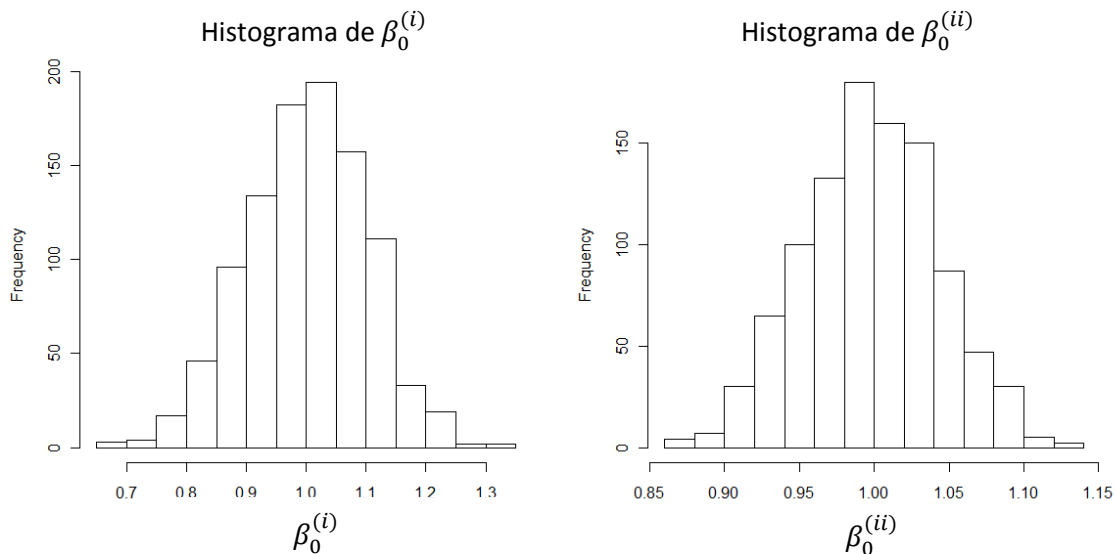 Histograma de β₀⁽ⁱ⁾
Frequency
200
150
100
50
0
0.7 0.8 0.9 1.0 1.1 1.2 1.3
β₀⁽ⁱ⁾
Histograma de β₀⁽ⁱⁱ⁾
Frequency
150
100
50
0
0.85 0.90 0.95 1.00 1.05 1.10 1.15
β₀⁽ⁱⁱ⁾